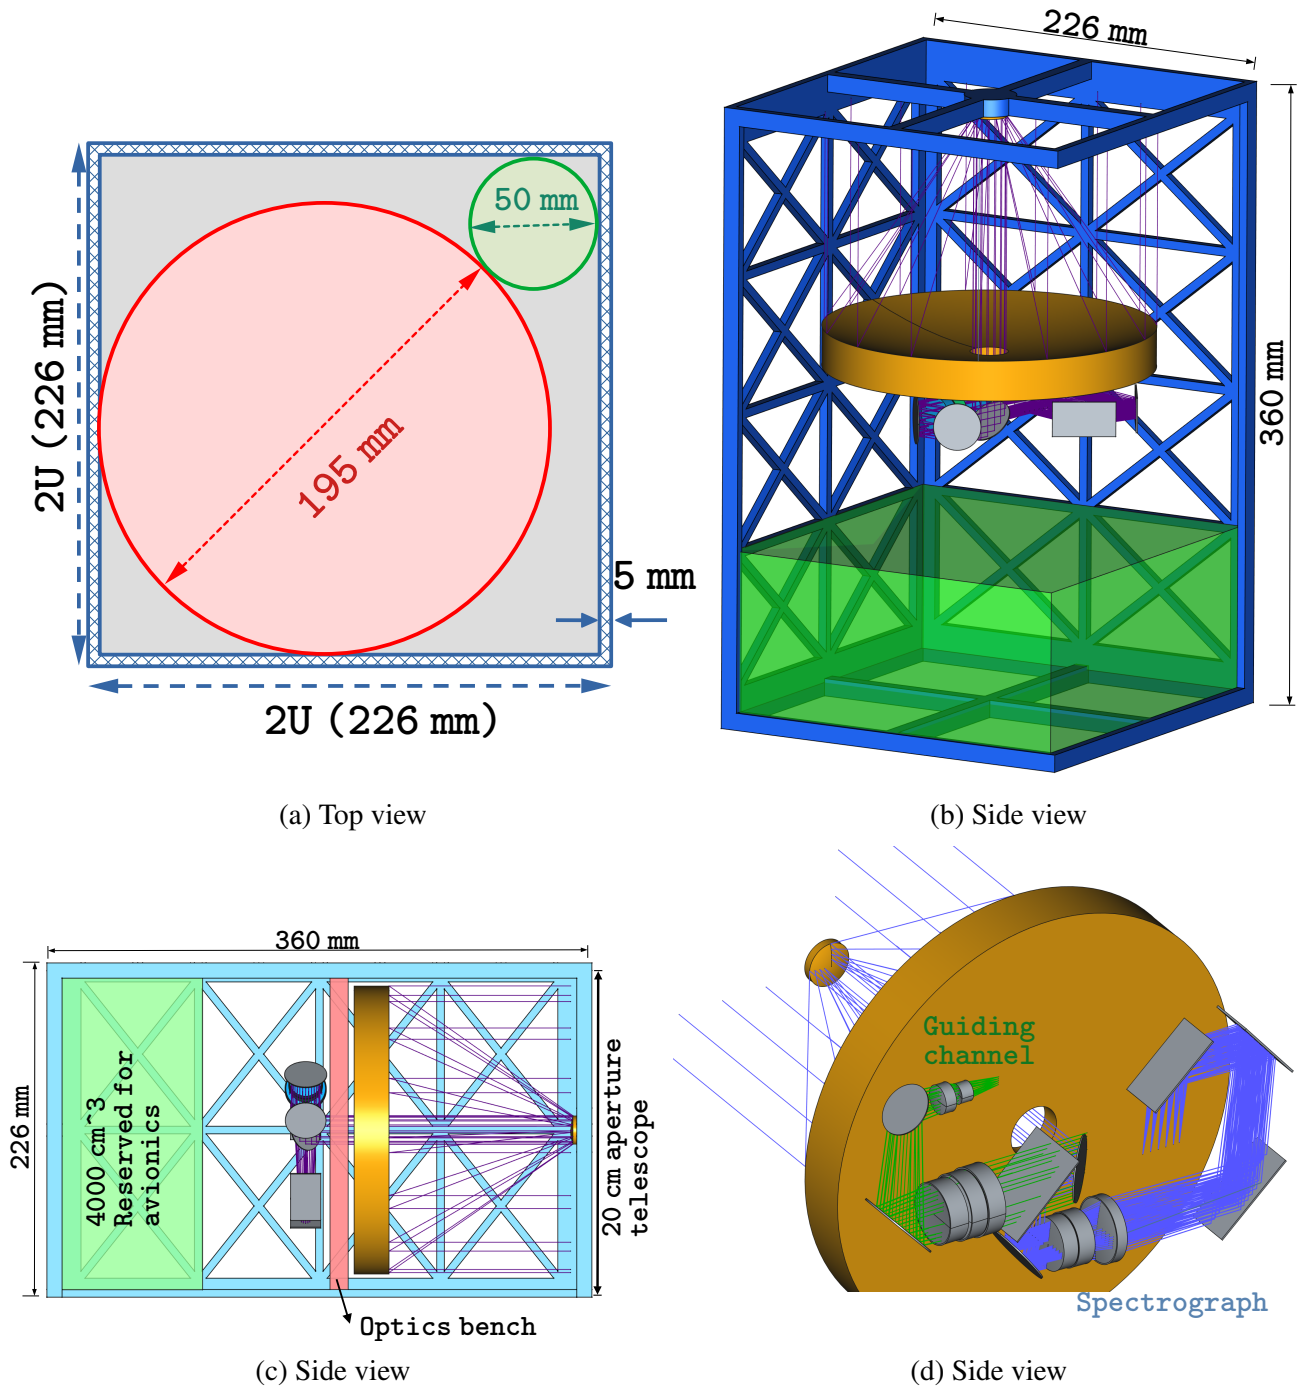 226 mm
50 mm
195 mm
2U (226 mm)
5 mm
2U (226 mm)
360 mm
(a) Top view
(b) Side view
360 mm
226 mm
4000 cm^3
Reserved for
avionics
20 cm aperture
telescope
Optics bench
(c) Side view
Guiding
channel
Spectrograph
(d) Side view